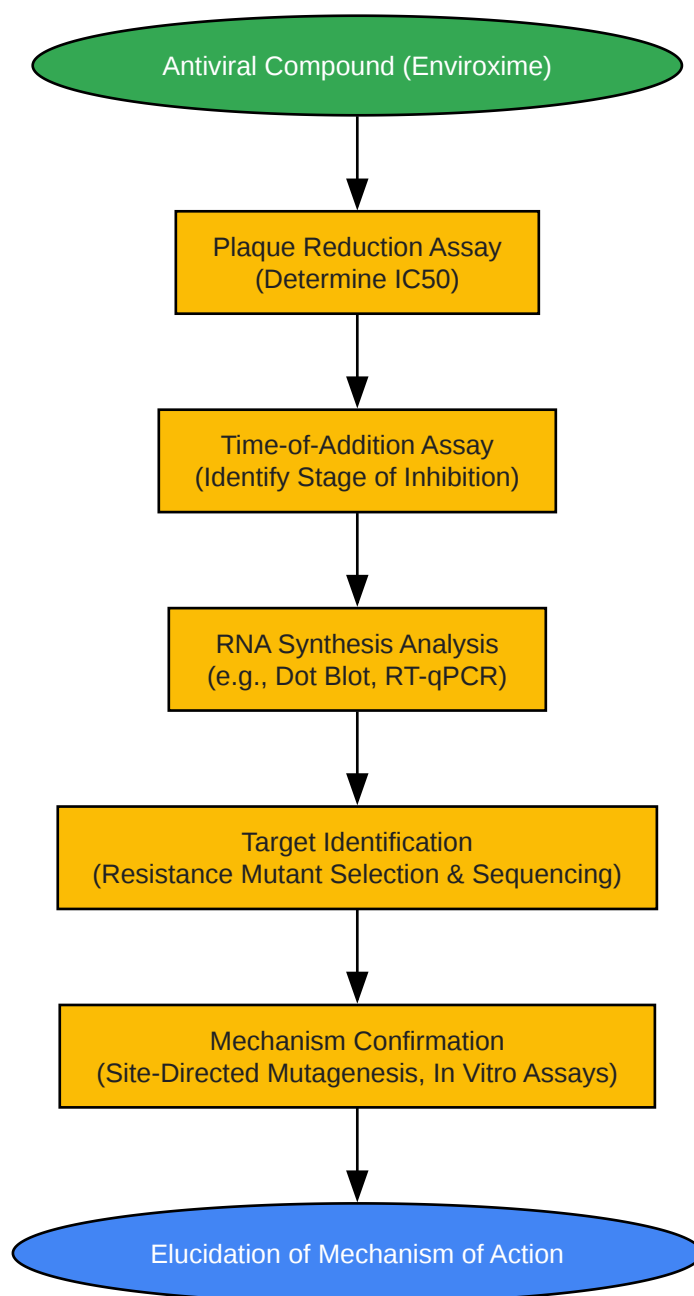 Antiviral Compound (Enviroxime)
Plaque Reduction Assay
(Determine IC50)
Time-of-Addition Assay
(Identify Stage of Inhibition)
RNA Synthesis Analysis
(e.g., Dot Blot, RT-qPCR)
Target Identification
(Resistance Mutant Selection & Sequencing)
Mechanism Confirmation
(Site-Directed Mutagenesis, In Vitro Assays)
Elucidation of Mechanism of Action